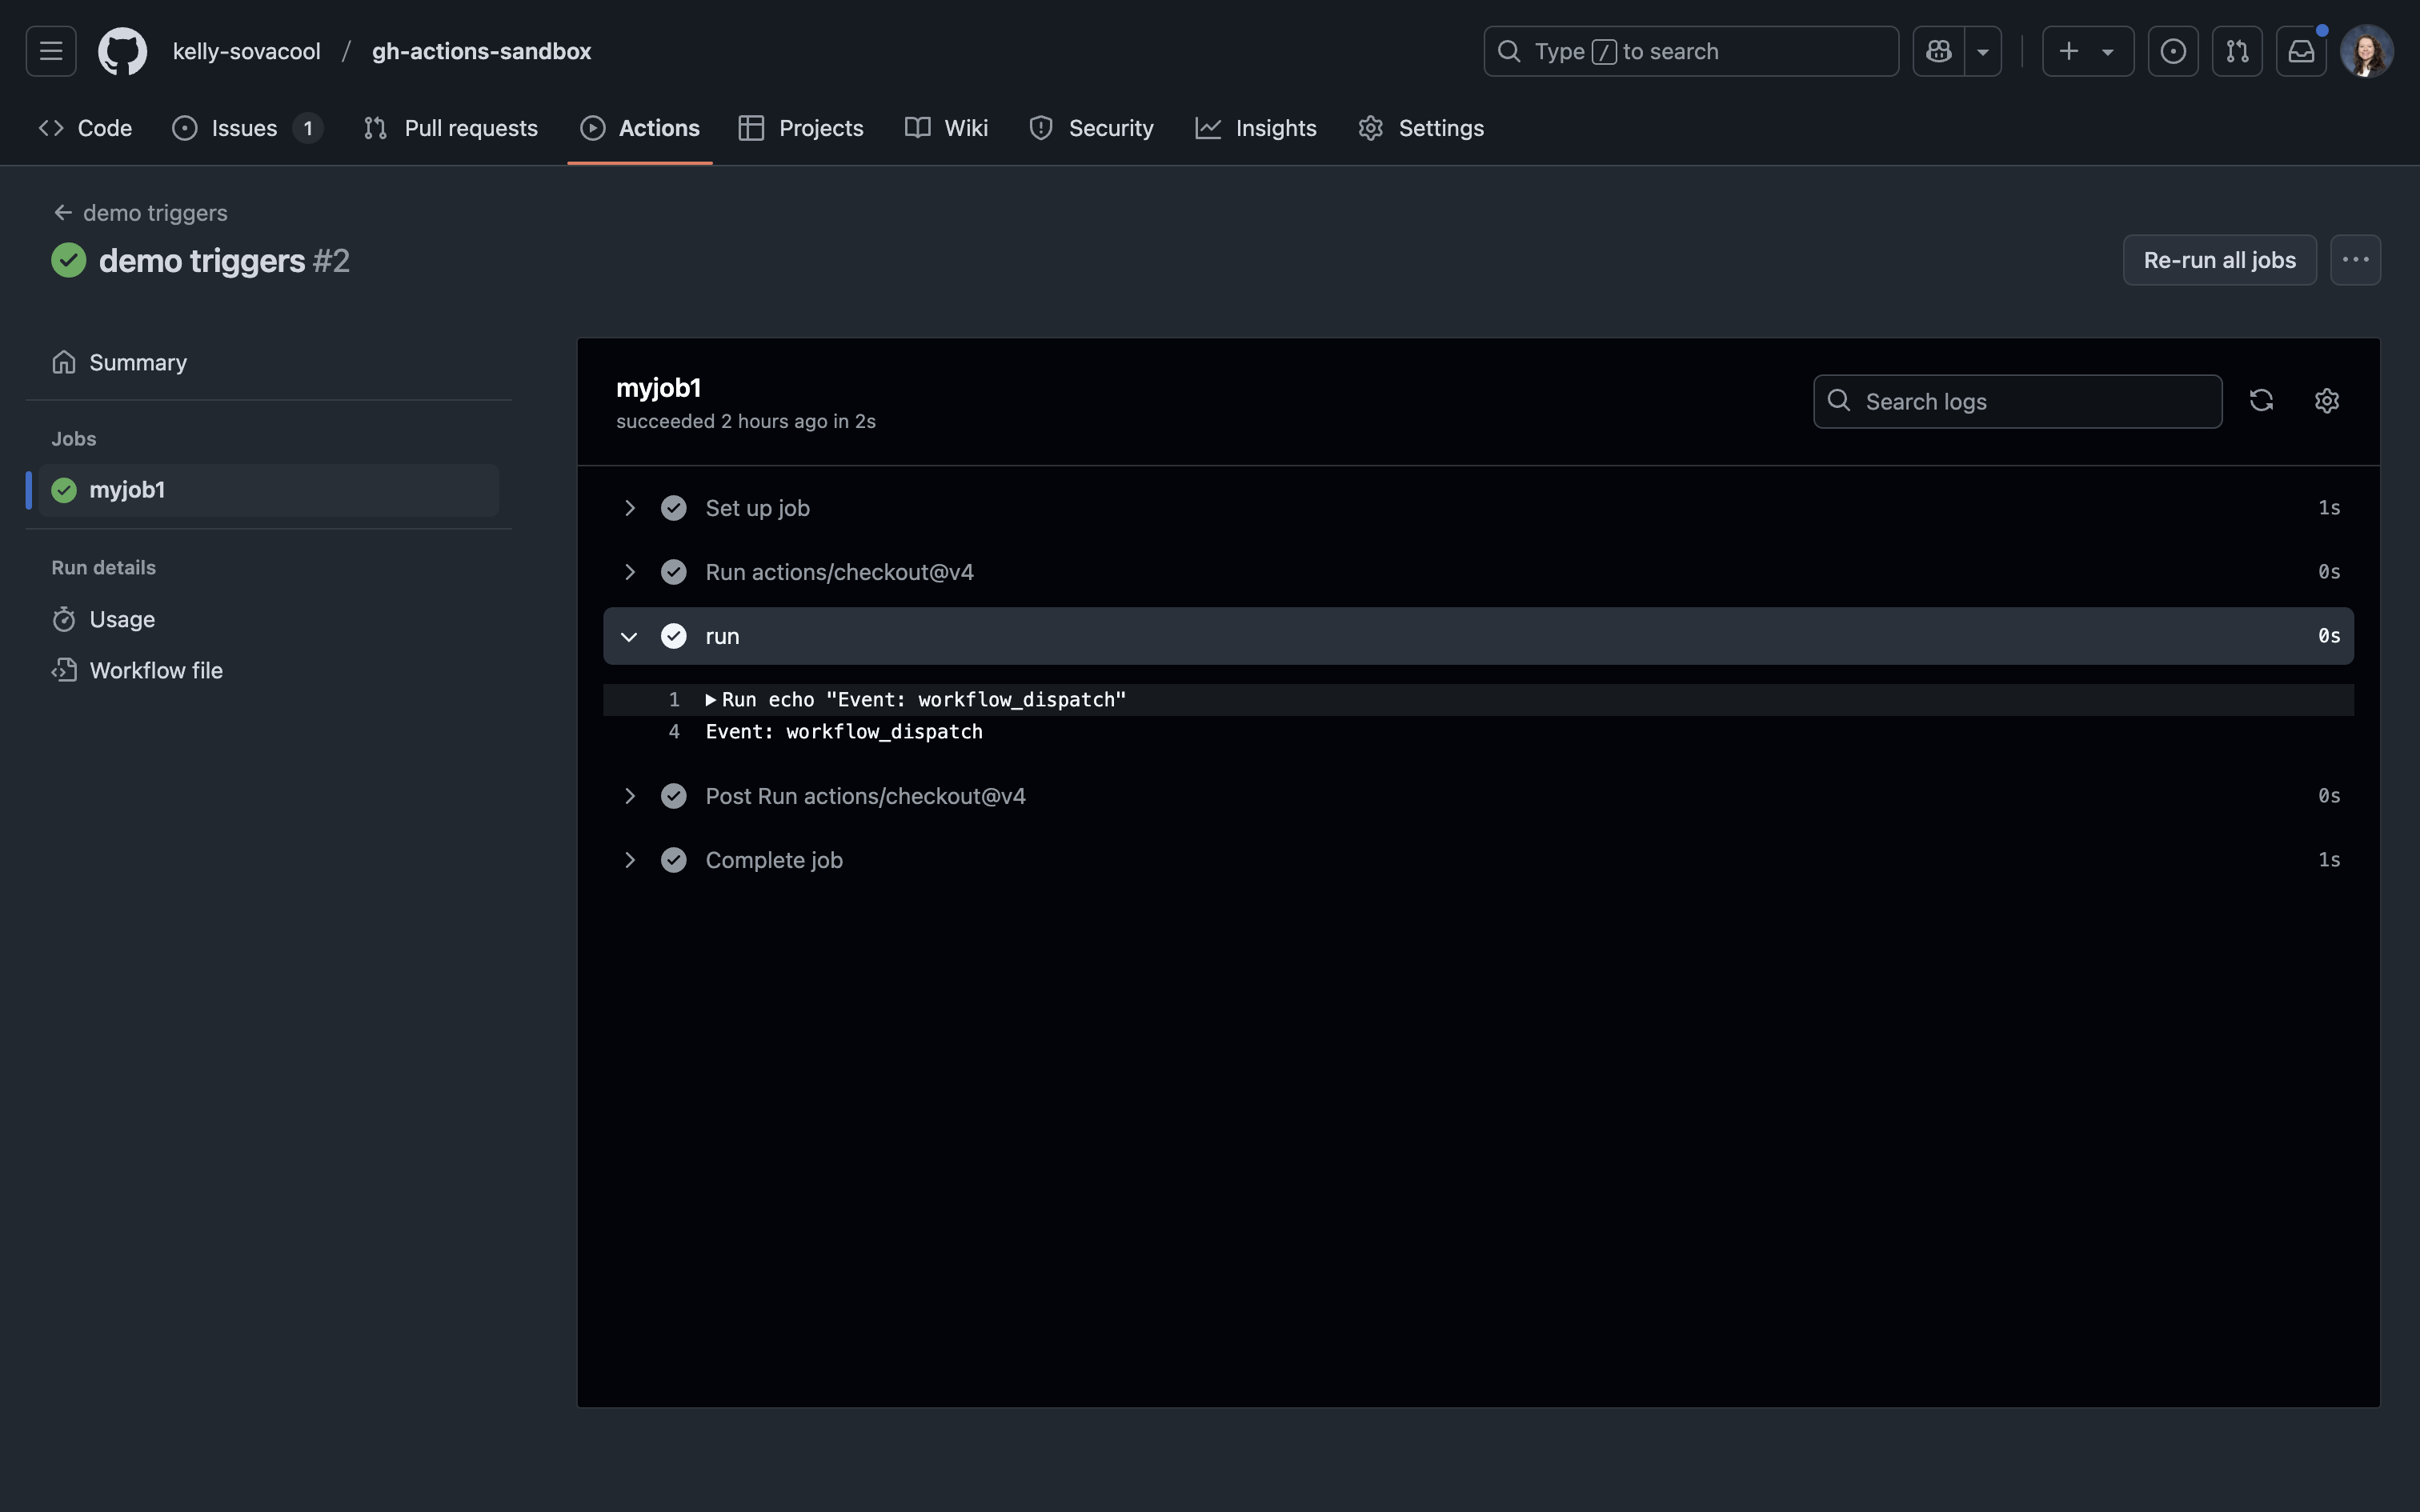 kelly-sovacool / gh-actions-sandbox
Type / to search
Code
Issues 1
Pull requests
Actions
Projects
Wiki
Security
Insights
Settings
demo triggers
demo triggers #2
Re-run all jobs
Summary
Jobs
myjob1
Run details
Usage
Workflow file
myjob1
succeeded 2 hours ago in 2s
Search logs
Set up job 1s
Run actions/checkout@v4 0s
run 0s
1 Run echo "Event: workflow_dispatch"
4 Event: workflow_dispatch
Post Run actions/checkout@v4 0s
Complete job 1s